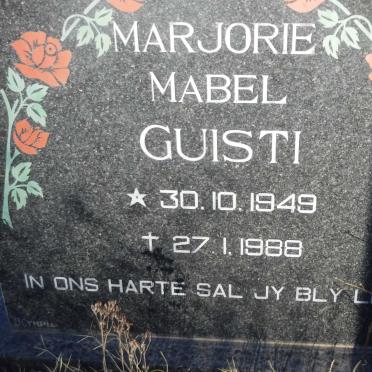 MARJORIE
MABEL
GUISTI
★ 30.10.1949
† 27.1.1988
IN ONS HARTE SAL JY BLY